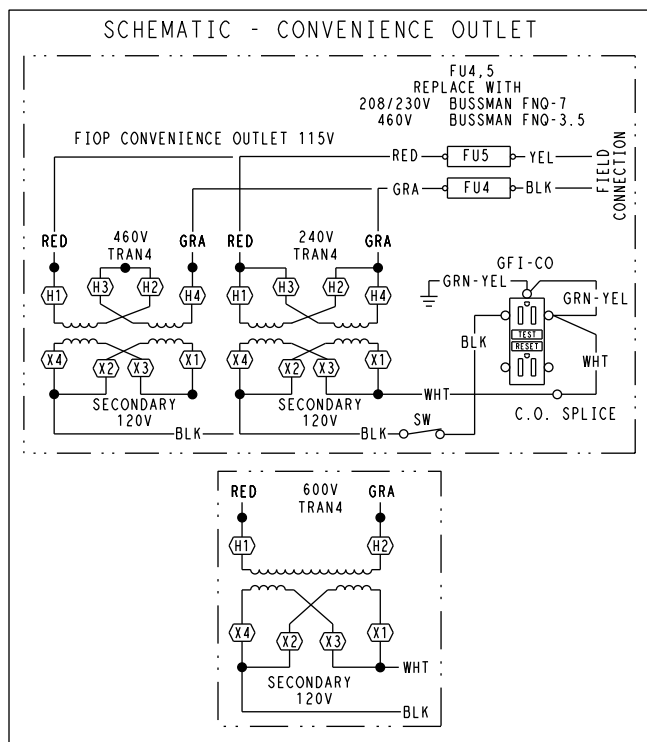 SCHEMATIC - CONVENIENCE OUTLET
FU4,5
REPLACE WITH
208/230V BUSSMAN FNQ-7
460V BUSSMAN FNQ-3.5
FIOP CONVENIENCE OUTLET 115V
RED FU5 YEL
GRA FU4 BLK
FIELD CONNECTION
RED 460V TRAN4 GRA RED 240V TRAN4 GRA
H1 H3 H2 H4 H1 H3 H2 H4
GFI-CO
GRN-YEL
GRN-YEL
TEST
RESET
BLK
WHT
X4 X2 X3 X1 X4 X2 X3 X1
SECONDARY 120V
SECONDARY 120V
WHT
C.O. SPLICE
BLK BLK SW
RED 600V TRAN4 GRA
H1 H2
X4 X2 X3 X1
WHT
SECONDARY 120V
BLK